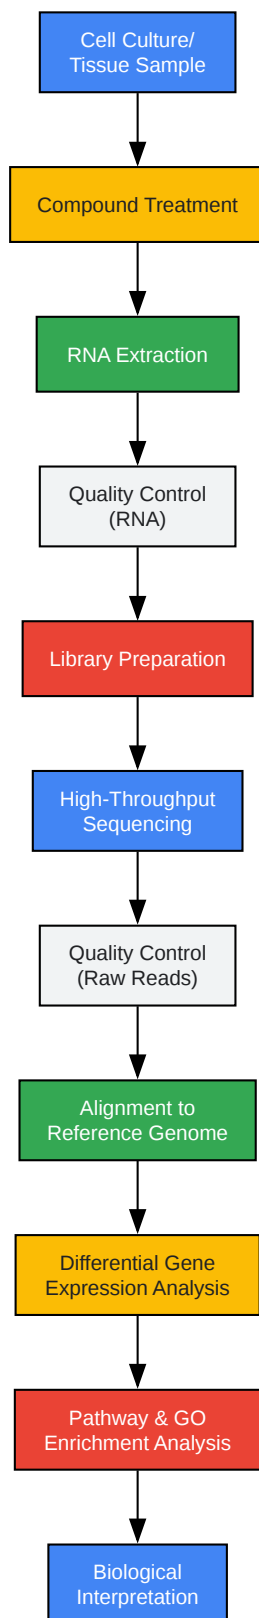 Cell Culture/
Tissue Sample
Compound Treatment
RNA Extraction
Quality Control
(RNA)
Library Preparation
High-Throughput
Sequencing
Quality Control
(Raw Reads)
Alignment to
Reference Genome
Differential Gene
Expression Analysis
Pathway & GO
Enrichment Analysis
Biological
Interpretation